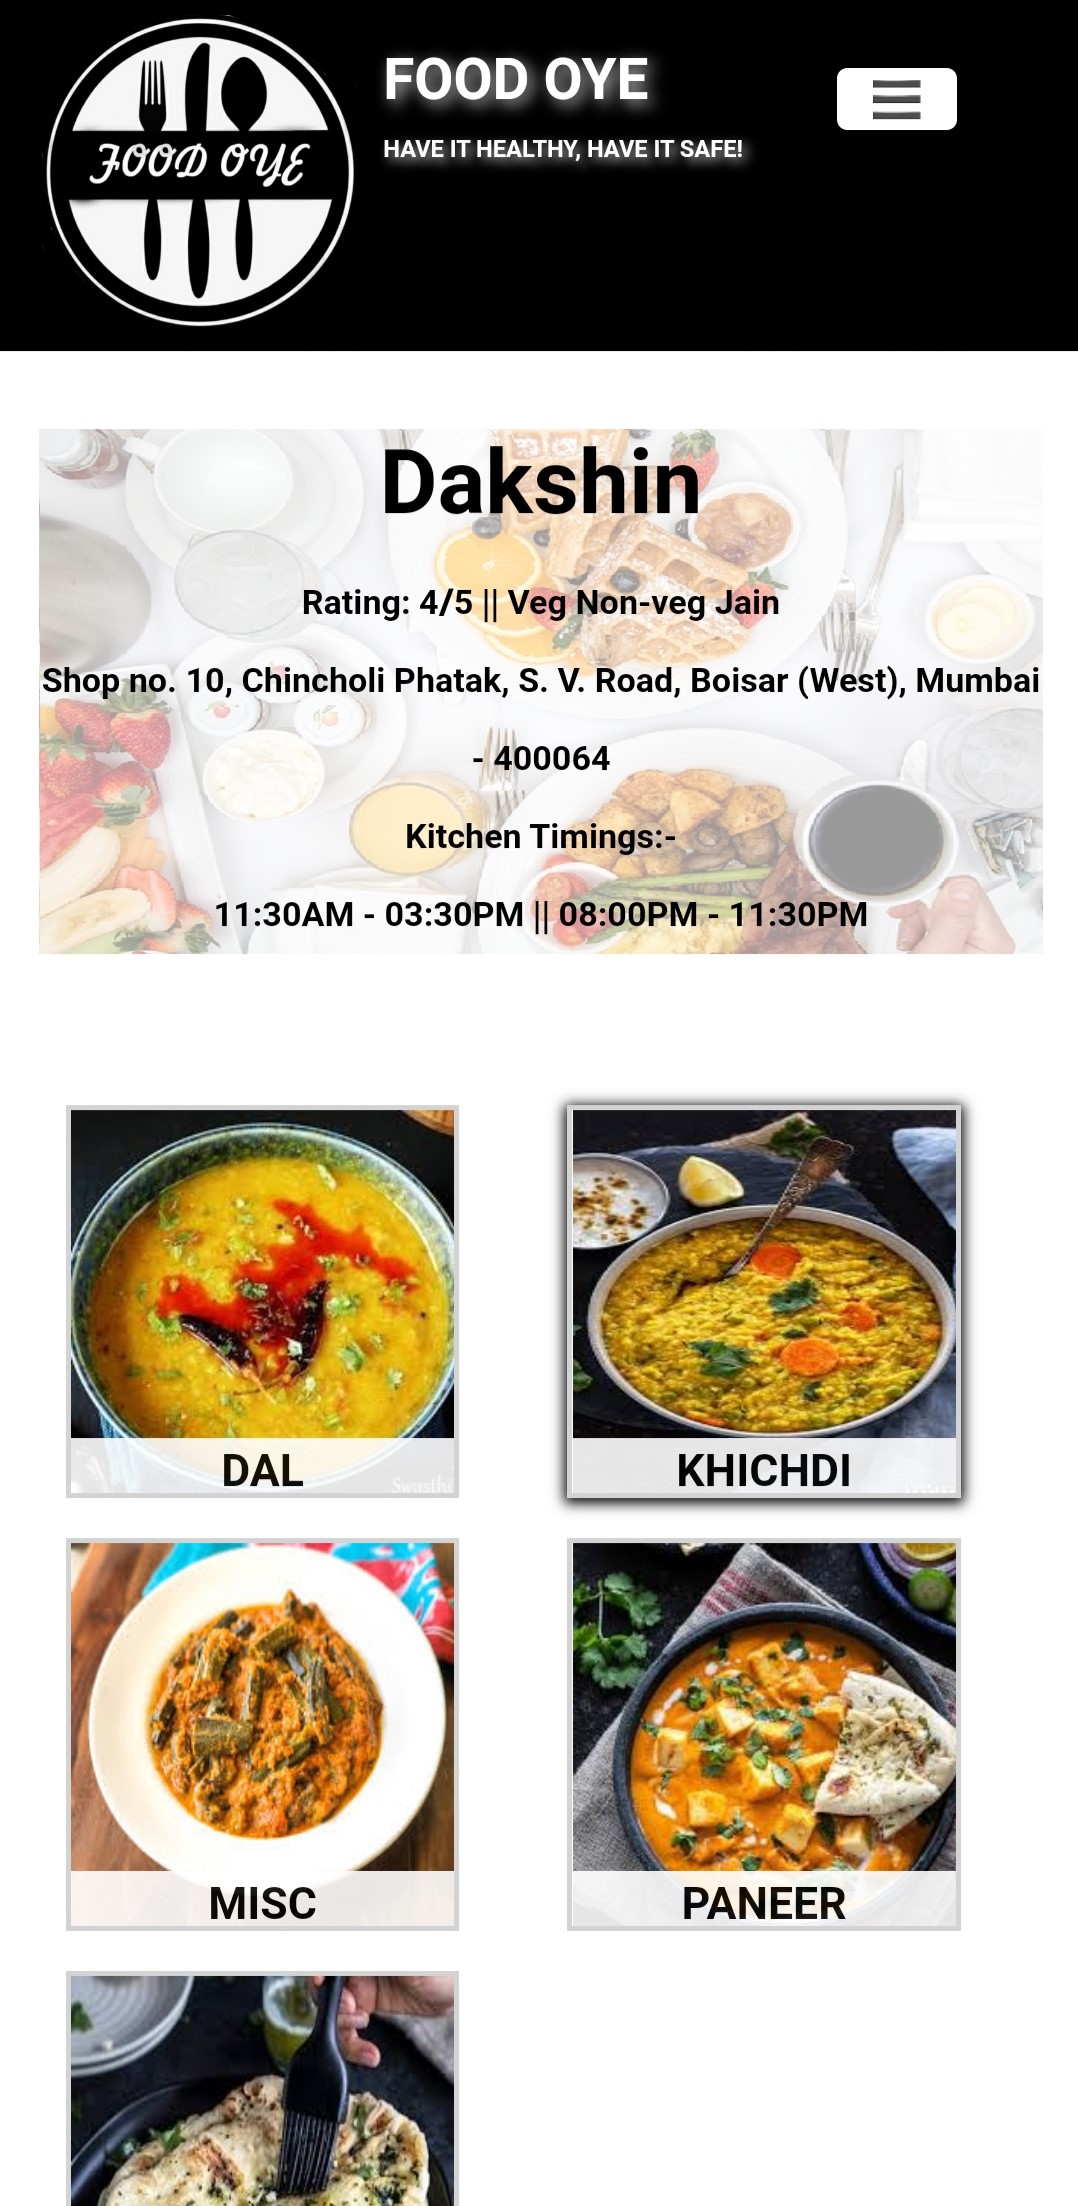 FOOD OYE
FOOD OYE
HAVE IT HEALTHY, HAVE IT SAFE!
Dakshin
Rating: 4/5 || Veg Non-veg Jain
Shop no. 10, Chincholi Phatak, S. V. Road, Boisar (West), Mumbai
- 400064
Kitchen Timings:-
11:30AM - 03:30PM || 08:00PM - 11:30PM
DAL
Swasthi
KHICHDI
MISC
PANEER